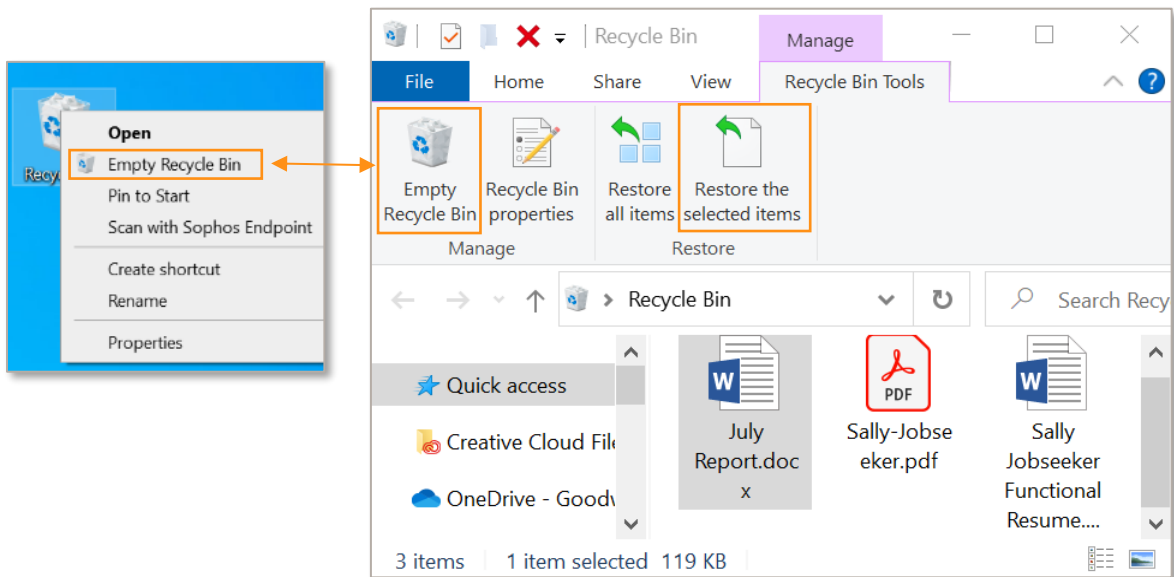 Open
Empty Recycle Bin
Pin to Start
Scan with Sophos Endpoint
Create shortcut
Rename
Properties
Recycle Bin
Manage
File
Home
Share
View
Recycle Bin Tools
Empty
Recycle Bin
Recycle Bin
properties
Restore
all items
Restore the
selected items
Manage
Restore
Recycle Bin
Search Recy
Quick access
Creative Cloud File
OneDrive - Goodw
W
July
Report.doc
x
PDF
Sally-Jobse
eker.pdf
W
Sally
Jobseeker
Functional
Resume....
3 items
1 item selected 119 KB